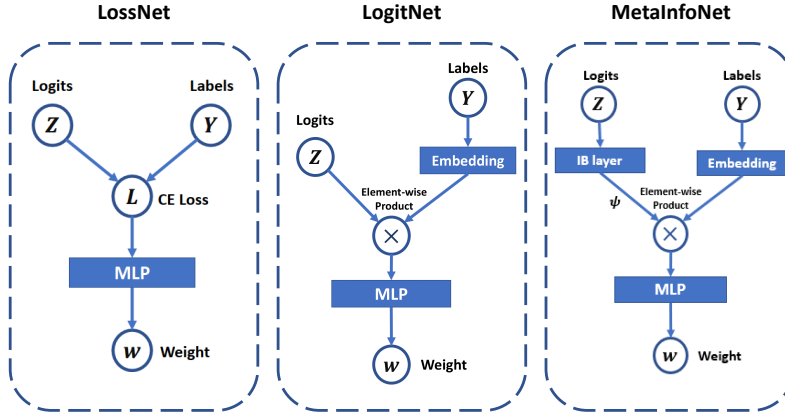 LossNet
Logits
Labels
Z
Y
L
CE Loss
MLP
w
Weight
LogitNet
Labels
Y
Logits
Z
Embedding
Element-wise
Product
×
MLP
w
Weight
MetaInfoNet
Logits
Labels
Z
Y
IB layer
Embedding
ψ
Element-wise
Product
×
MLP
w
Weight